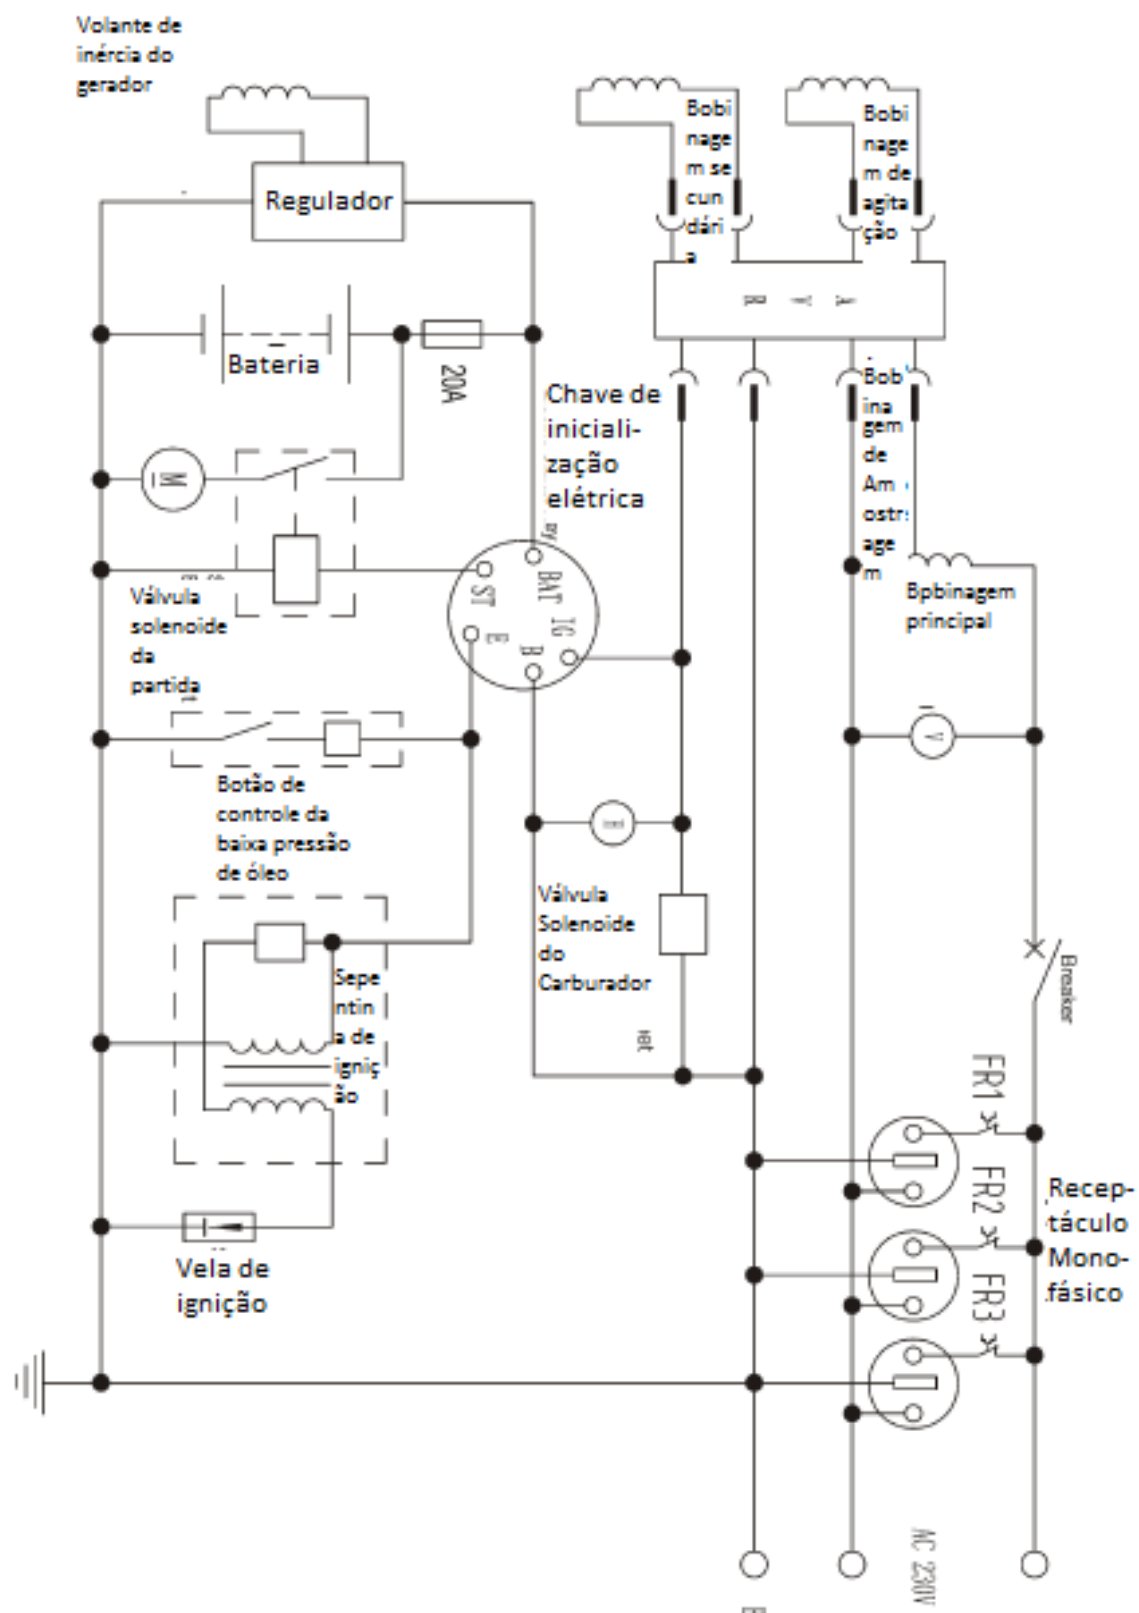 Volante de
inércia do
gerador
Bobi
nage
m se
cun
dári
a
Bobi
nage
m de
agita
ção
Regulador
A V R
Bateria
20A
Chave de
iniciali-
zação
elétrica
Bob
ina
gem
de
Am
ostr
age
m
M
BAT
ST
IG
E
H
Válvula
solenoide
da
partida
Bpbinagem
principal
V
Botão de
controle da
baixa pressão
de óleo
Válvula
Solenoide
do
Carburador
Breaker
Sepe
ntin
a de
igniç
ão
FR1
FR2
FR3
Recep-
táculo
Mono-
fásico
Vela de
ignição
AC 230V
E